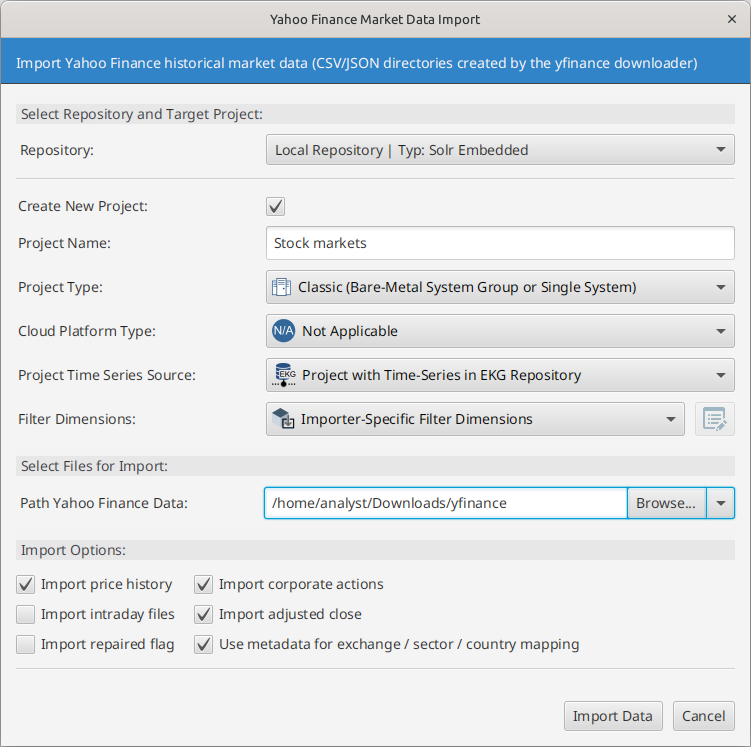 Yahoo Finance Market Data Import
Import Yahoo Finance historical market data (CSV/JSON directories created by the yfinance downloader)
Select Repository and Target Project:
Repository: Local Repository | Typ: Solr Embedded
Create New Project:
Project Name: Stock markets
Project Type: Classic (Bare-Metal System Group or Single System)
Cloud Platform Type: N/A Not Applicable
Project Time Series Source: EKG Project with Time-Series in EKG Repository
Filter Dimensions: Importer-Specific Filter Dimensions
Select Files for Import:
Path Yahoo Finance Data: /home/analyst/Downloads/yfinance Browse...
Import Options:
Import price history Import corporate actions
Import intraday files Import adjusted close
Import repaired flag Use metadata for exchange / sector / country mapping
Import Data Cancel